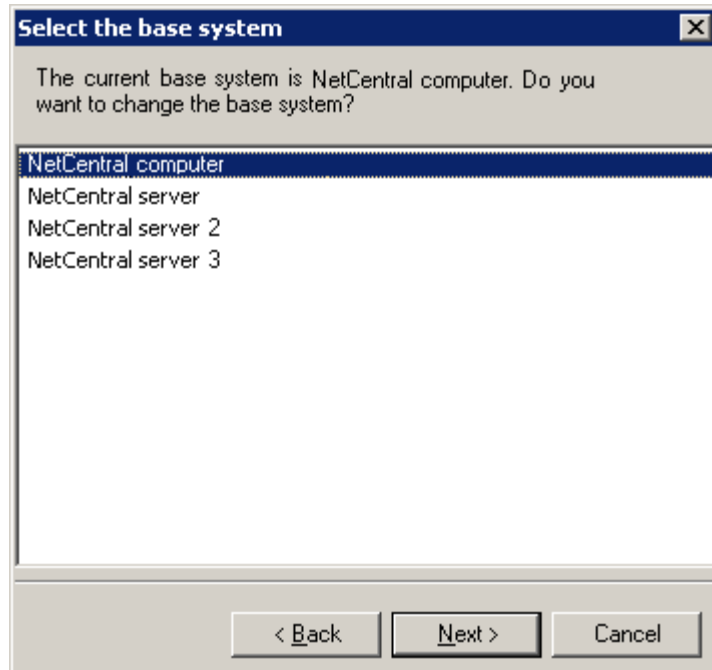 Select the base system
The current base system is NetCentral computer. Do you
want to change the base system?
NetCentral computer
NetCentral server
NetCentral server 2
NetCentral server 3
< Back
Next >
Cancel